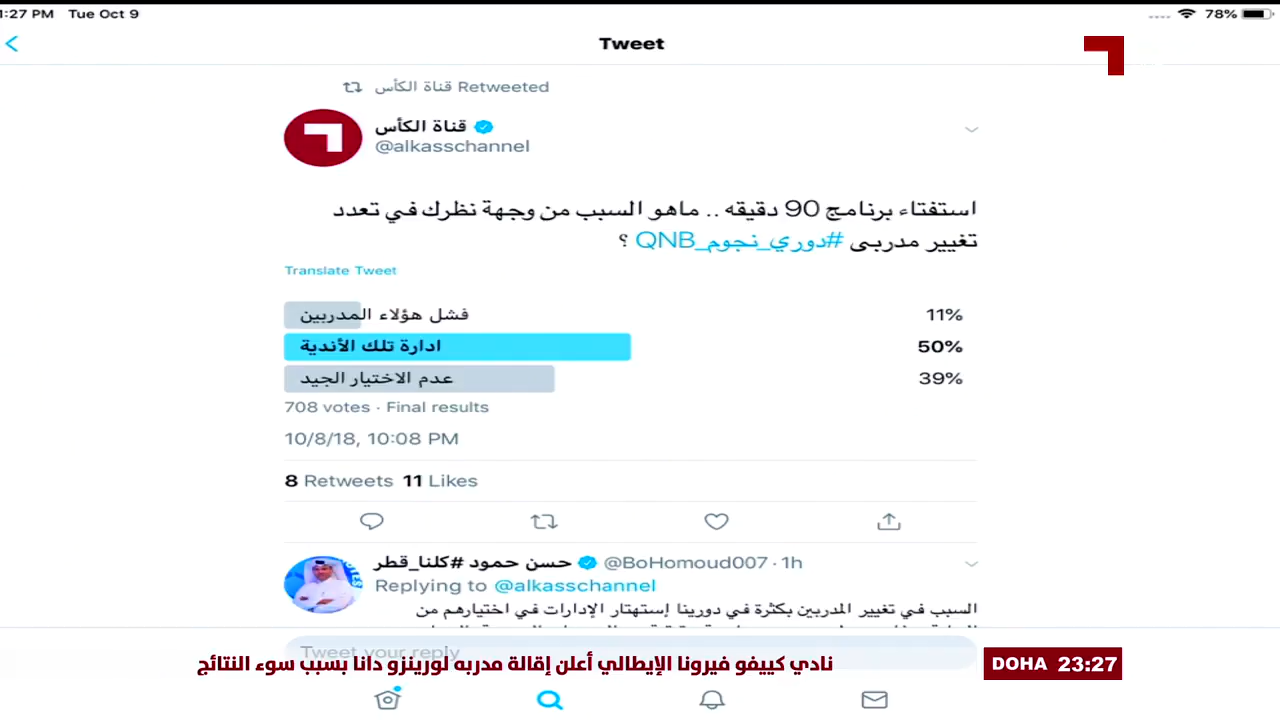 1:27 PM Tue Oct 9
78%
Tweet
قناة الكأس Retweeted
قناة الكأس
@alkasschannel
استفتاء برنامج 90 دقيقه .. ماهو السبب من وجهة نظرك في تعدد
تغيير مدربى #دوري_نجوم_QNB ؟
Translate Tweet
فشل هؤلاء المدربين 11%
ادارة تلك الأندية 50%
عدم الاختيار الجيد 39%
708 votes · Final results
10/8/18, 10:08 PM
8 Retweets 11 Likes
حسن حمود #كلنا_قطر @BoHomoud007 · 1h
Replying to @alkasschannel
السبب في تغيير المدربين بكثرة في دورينا إستهتار الإدارات في اختيارهم من
Tweet your reply
نادي كييفو فيرونا الإيطالي أعلن إقالة مدربه لورينزو دانا بسبب سوء النتائج
DOHA 23:27